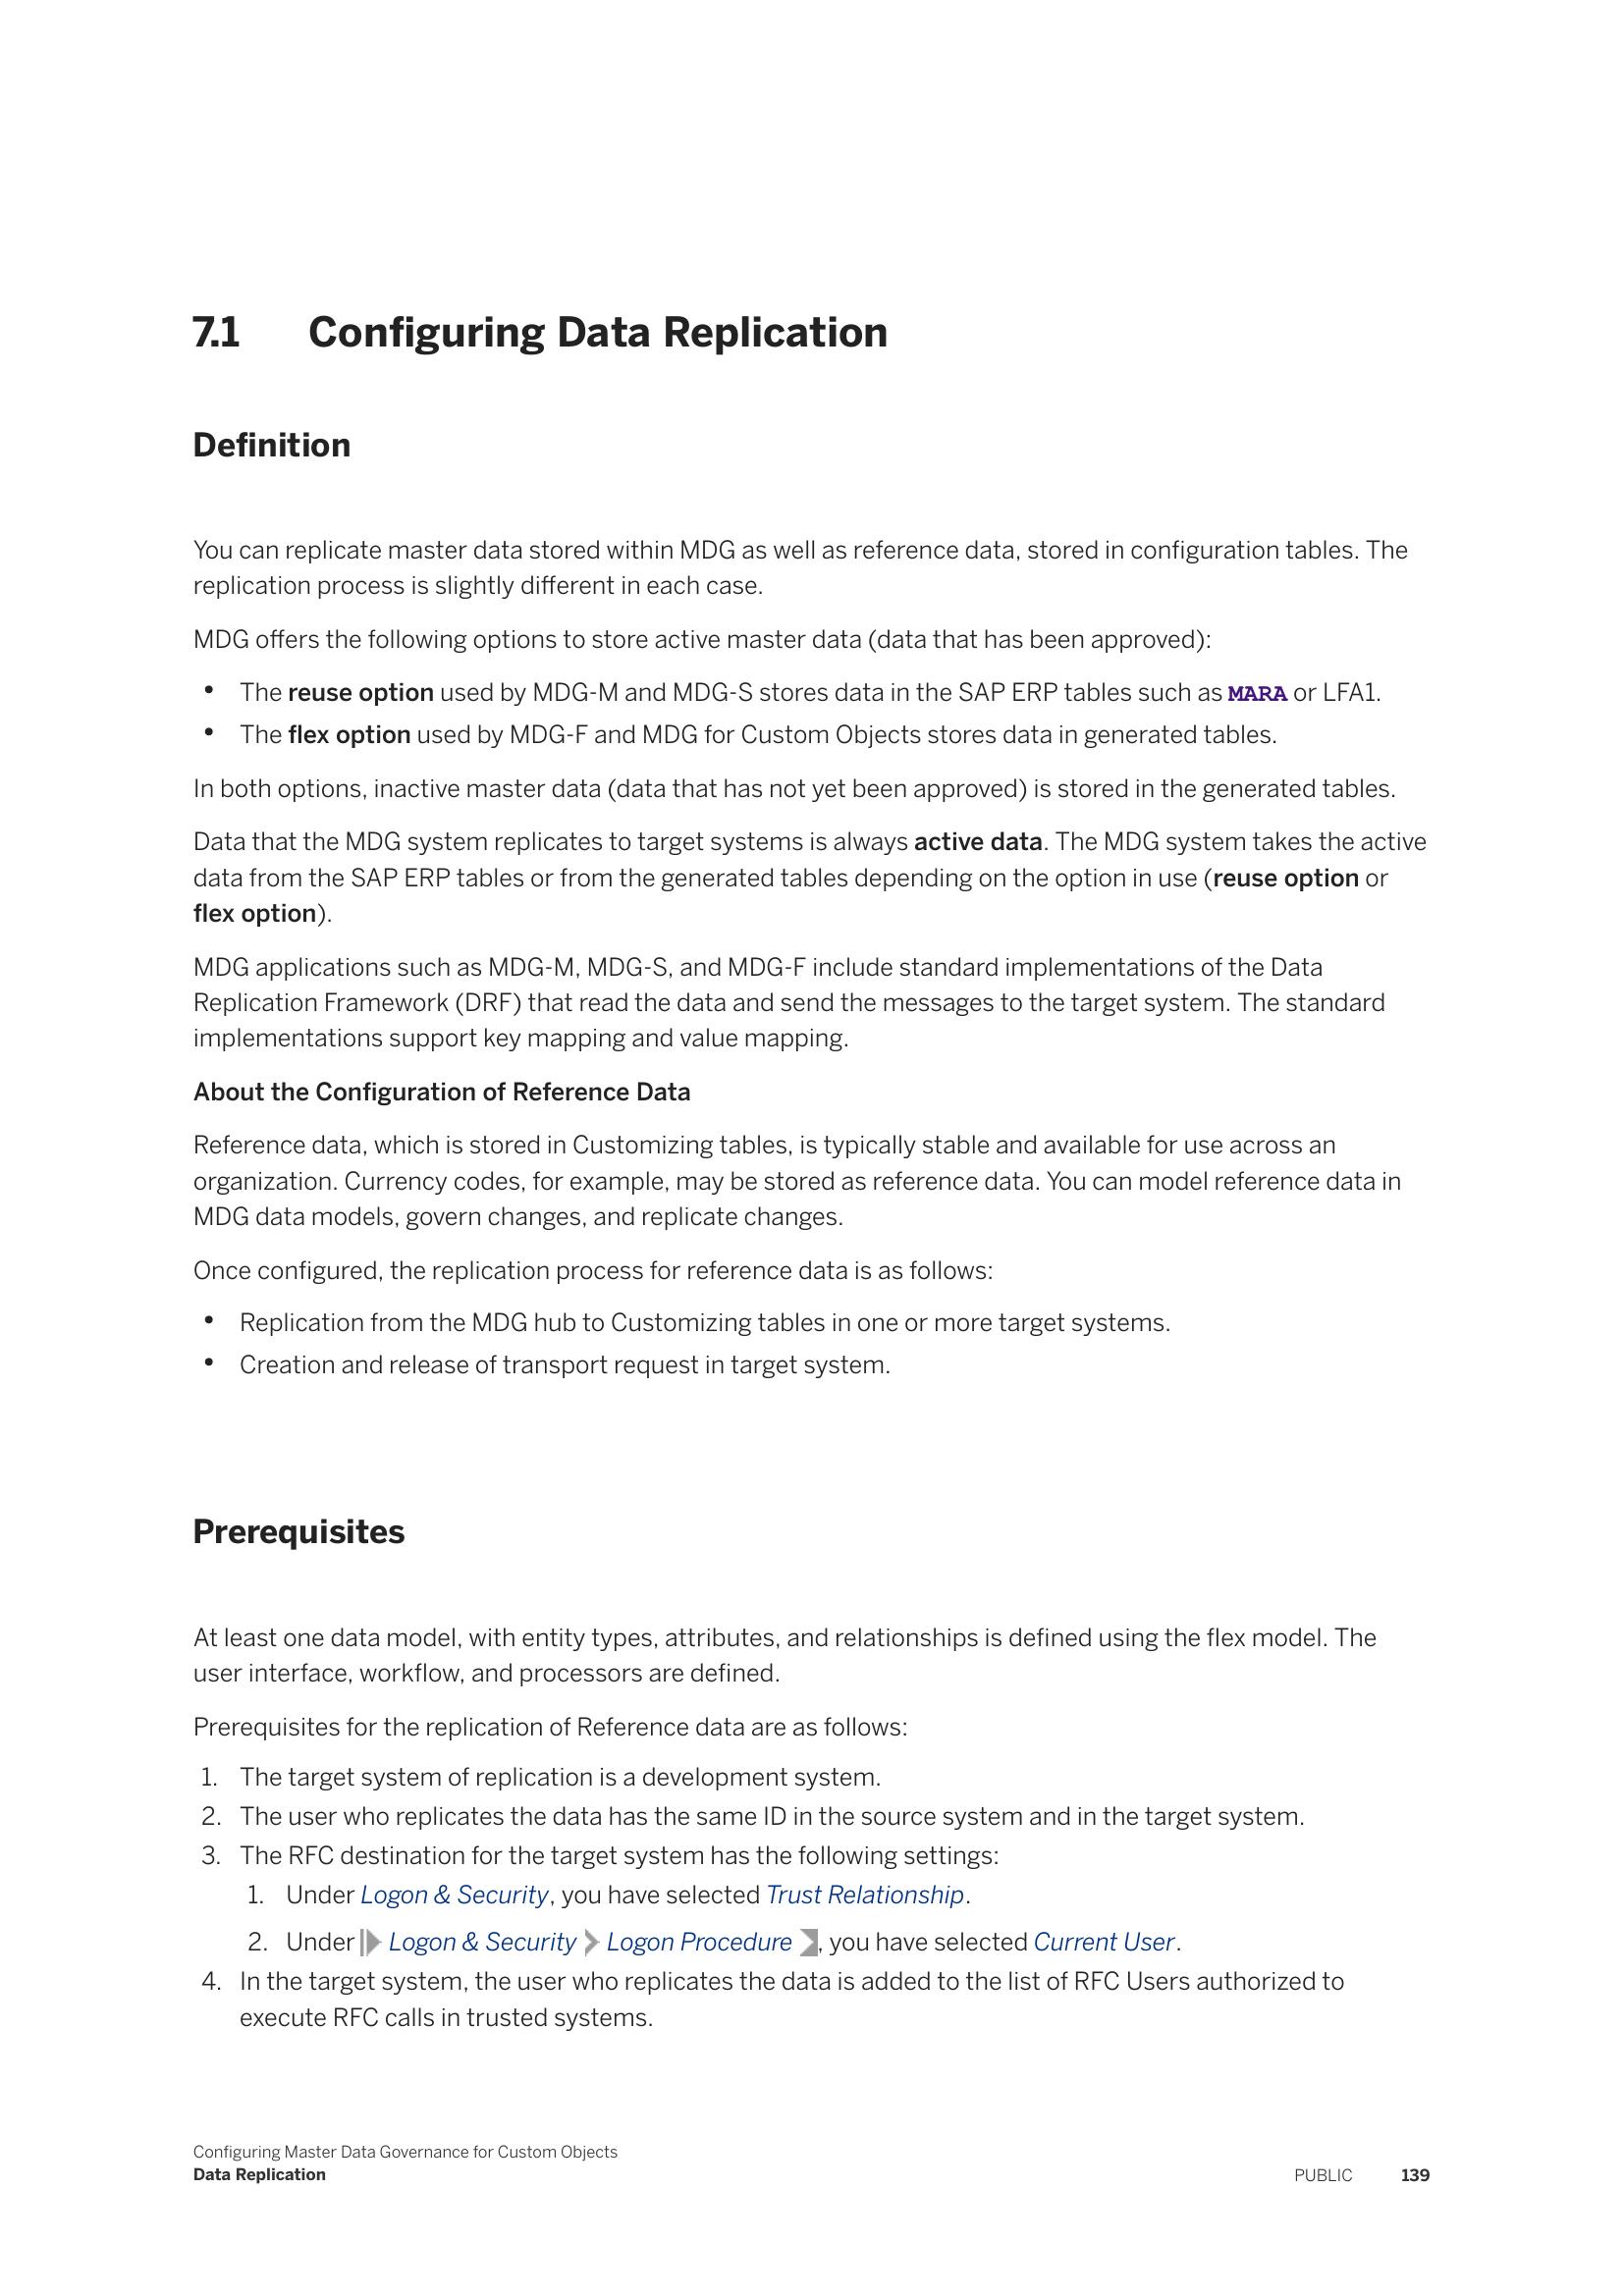 7.1 Configuring Data Replication
Definition
You can replicate master data stored within MDG as well as reference data, stored in configuration tables. The
replication process is slightly different in each case.
MDG offers the following options to store active master data (data that has been approved):
• The reuse option used by MDG-M and MDG-S stores data in the SAP ERP tables such as MARA or LFA1.
• The flex option used by MDG-F and MDG for Custom Objects stores data in generated tables.
In both options, inactive master data (data that has not yet been approved) is stored in the generated tables.
Data that the MDG system replicates to target systems is always active data. The MDG system takes the active
data from the SAP ERP tables or from the generated tables depending on the option in use (reuse option or
flex option).
MDG applications such as MDG-M, MDG-S, and MDG-F include standard implementations of the Data
Replication Framework (DRF) that read the data and send the messages to the target system. The standard
implementations support key mapping and value mapping.
About the Configuration of Reference Data
Reference data, which is stored in Customizing tables, is typically stable and available for use across an
organization. Currency codes, for example, may be stored as reference data. You can model reference data in
MDG data models, govern changes, and replicate changes.
Once configured, the replication process for reference data is as follows:
• Replication from the MDG hub to Customizing tables in one or more target systems.
• Creation and release of transport request in target system.
Prerequisites
At least one data model, with entity types, attributes, and relationships is defined using the flex model. The
user interface, workflow, and processors are defined.
Prerequisites for the replication of Reference data are as follows:
1. The target system of replication is a development system.
2. The user who replicates the data has the same ID in the source system and in the target system.
3. The RFC destination for the target system has the following settings:
1. Under Logon & Security, you have selected Trust Relationship.
2. Under Logon & Security Logon Procedure , you have selected Current User.
4. In the target system, the user who replicates the data is added to the list of RFC Users authorized to
execute RFC calls in trusted systems.
Configuring Master Data Governance for Custom Objects
Data Replication PUBLIC 139